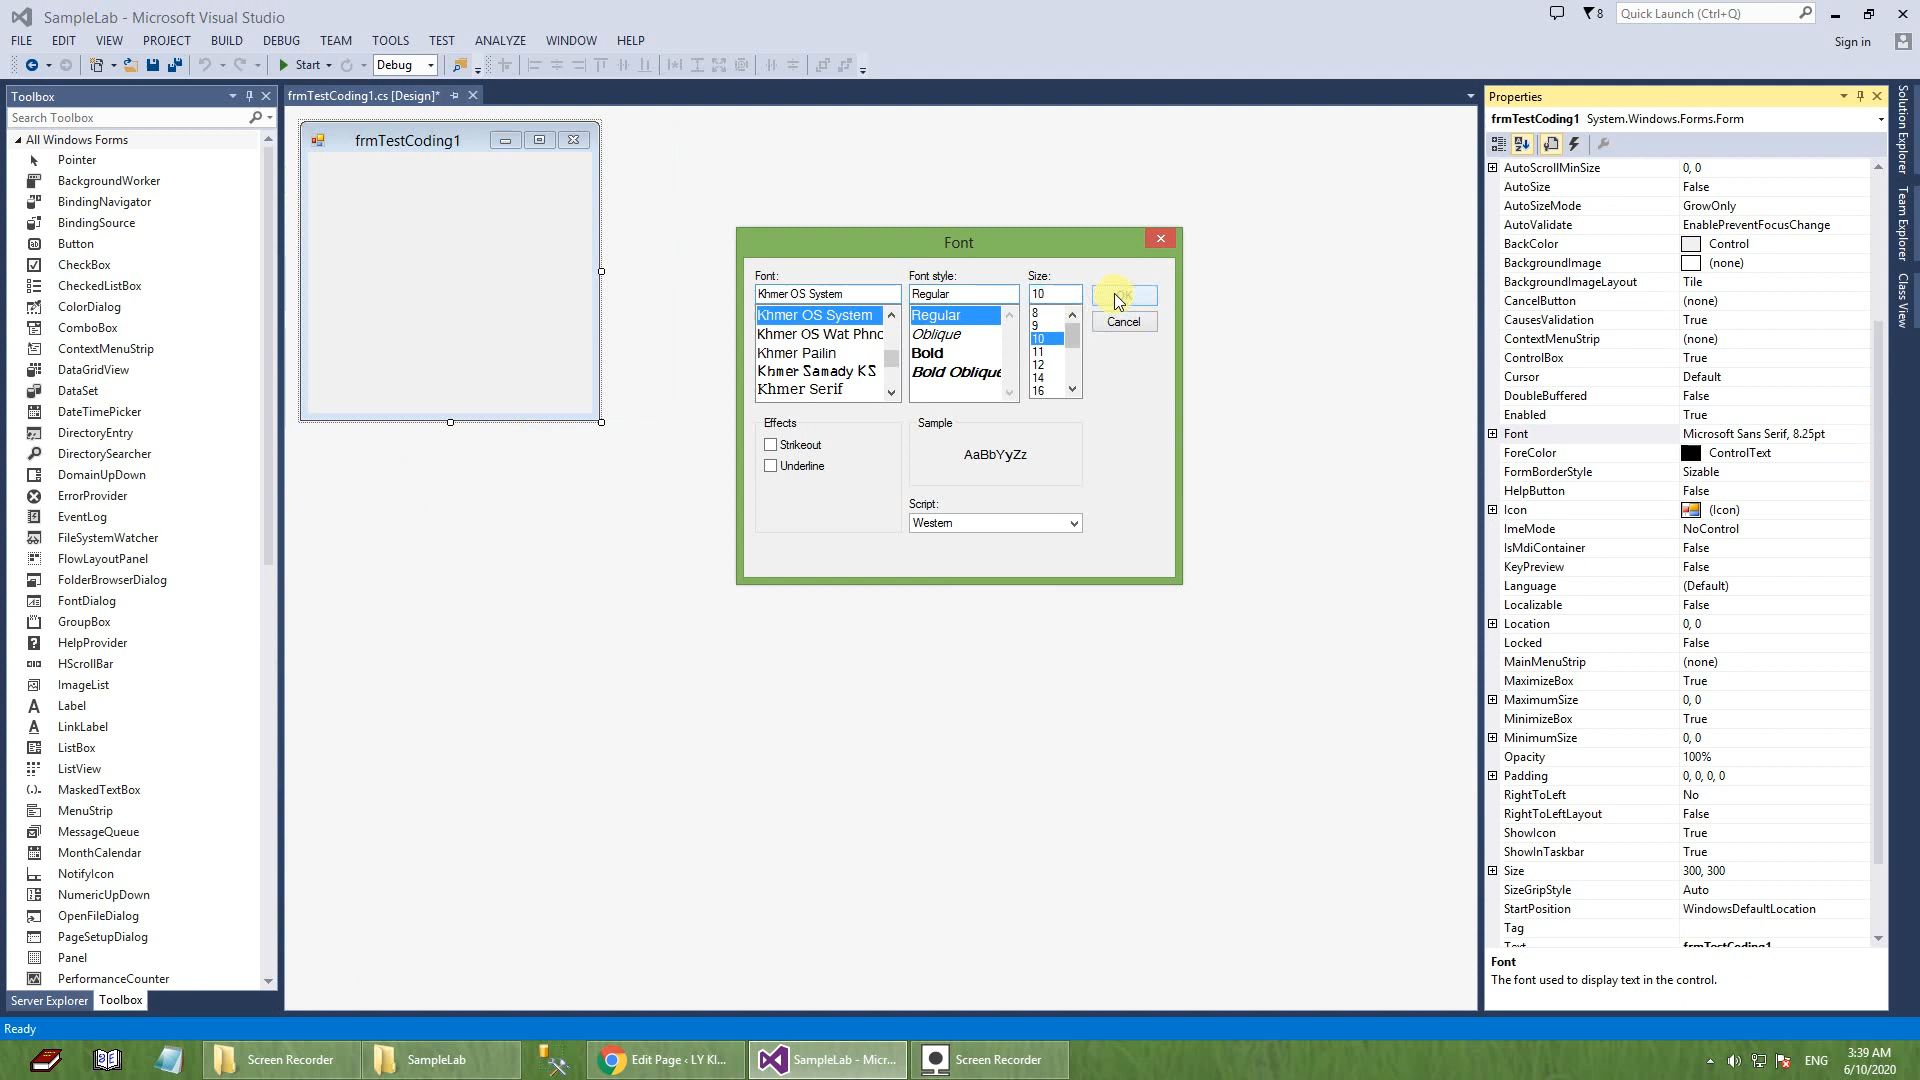 SampleLab - Microsoft Visual Studio
8
Quick Launch (Ctrl+Q)
FILE EDIT VIEW PROJECT BUILD DEBUG TEAM TOOLS TEST ANALYZE WINDOW HELP
Sign in
Start Debug
Toolbox
Search Toolbox
All Windows Forms
Pointer
BackgroundWorker
BindingNavigator
BindingSource
Button
CheckBox
CheckedListBox
ColorDialog
ComboBox
ContextMenuStrip
DataGridView
DataSet
DateTimePicker
DirectoryEntry
DirectorySearcher
DomainUpDown
ErrorProvider
EventLog
FileSystemWatcher
FlowLayoutPanel
FolderBrowserDialog
FontDialog
GroupBox
HelpProvider
HScrollBar
ImageList
Label
LinkLabel
ListBox
ListView
MaskedTextBox
MenuStrip
MessageQueue
MonthCalendar
NotifyIcon
NumericUpDown
OpenFileDialog
PageSetupDialog
Panel
PerformanceCounter
Server Explorer Toolbox
frmTestCoding1.cs [Design]*
frmTestCoding1
Font
Font: Font style: Size:
Khmer OS System Regular 10
OK
Cancel
Khmer OS System
Khmer OS Wat Phno
Khmer Pailin
Khmer Samady KS
Khmer Serif
Regular
Oblique
Bold
Bold Oblique
8
9
10
11
12
14
16
Effects
Strikeout
Underline
Sample
AaBbYyZz
Script:
Western
Properties
frmTestCoding1 System.Windows.Forms.Form
AutoScrollMinSize 0, 0
AutoSize False
AutoSizeMode GrowOnly
AutoValidate EnablePreventFocusChange
BackColor Control
BackgroundImage (none)
BackgroundImageLayout Tile
CancelButton (none)
CausesValidation True
ContextMenuStrip (none)
ControlBox True
Cursor Default
DoubleBuffered False
Enabled True
Font Microsoft Sans Serif, 8.25pt
ForeColor ControlText
FormBorderStyle Sizable
HelpButton False
Icon (Icon)
ImeMode NoControl
IsMdiContainer False
KeyPreview False
Language (Default)
Localizable False
Location 0, 0
Locked False
MainMenuStrip (none)
MaximizeBox True
MaximumSize 0, 0
MinimizeBox True
MinimumSize 0, 0
Opacity 100%
Padding 0, 0, 0, 0
RightToLeft No
RightToLeftLayout False
ShowIcon True
ShowInTaskbar True
Size 300, 300
SizeGripStyle Auto
StartPosition WindowsDefaultLocation
Tag
Text frmTestCoding1
Font
The font used to display text in the control.
Solution Explorer
Team Explorer
Class View
Ready
Screen Recorder
SampleLab
Edit Page ‹ LY Kl...
SampleLab - Micr...
Screen Recorder
ENG
3:39 AM
6/10/2020